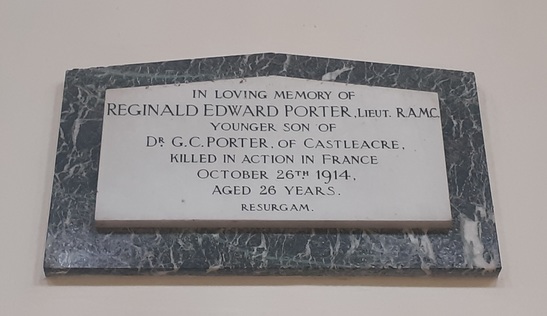 IN LOVING MEMORY OF
REGINALD EDWARD PORTER, LIEUT. R.A.M.C.
YOUNGER SON OF
DR. G.C. PORTER, OF CASTLEACRE,
KILLED IN ACTION IN FRANCE
OCTOBER 26TH 1914,
AGED 26 YEARS.
RESURGAM.